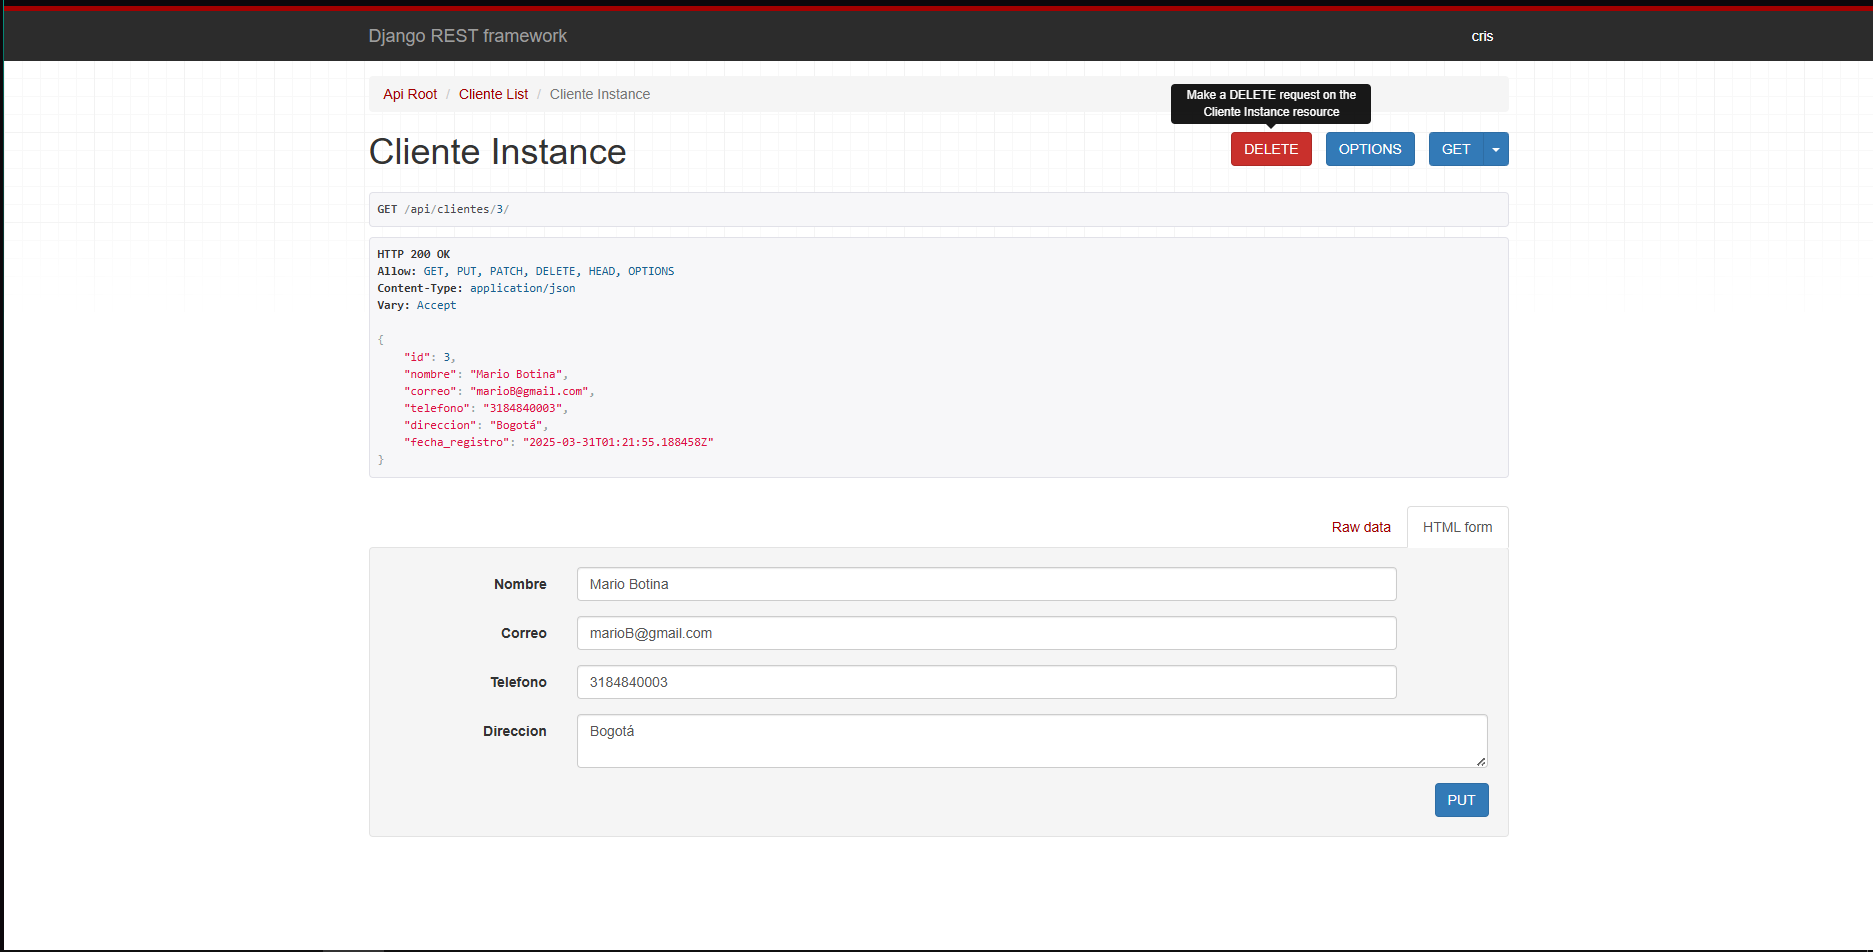 Django REST framework
cris
Api Root / Cliente List / Cliente Instance
Make a DELETE request on the
Cliente Instance resource
Cliente Instance
DELETE
OPTIONS
GET
GET /api/clientes/3/
HTTP 200 OK
Allow: GET, PUT, PATCH, DELETE, HEAD, OPTIONS
Content-Type: application/json
Vary: Accept
{
"id": 3,
"nombre": "Mario Botina",
"correo": "marioB@gmail.com",
"telefono": "3184840003",
"direccion": "Bogotá",
"fecha_registro": "2025-03-31T01:21:55.188458Z"
}
Raw data
HTML form
Nombre
Mario Botina
Correo
marioB@gmail.com
Telefono
3184840003
Direccion
Bogotá
PUT